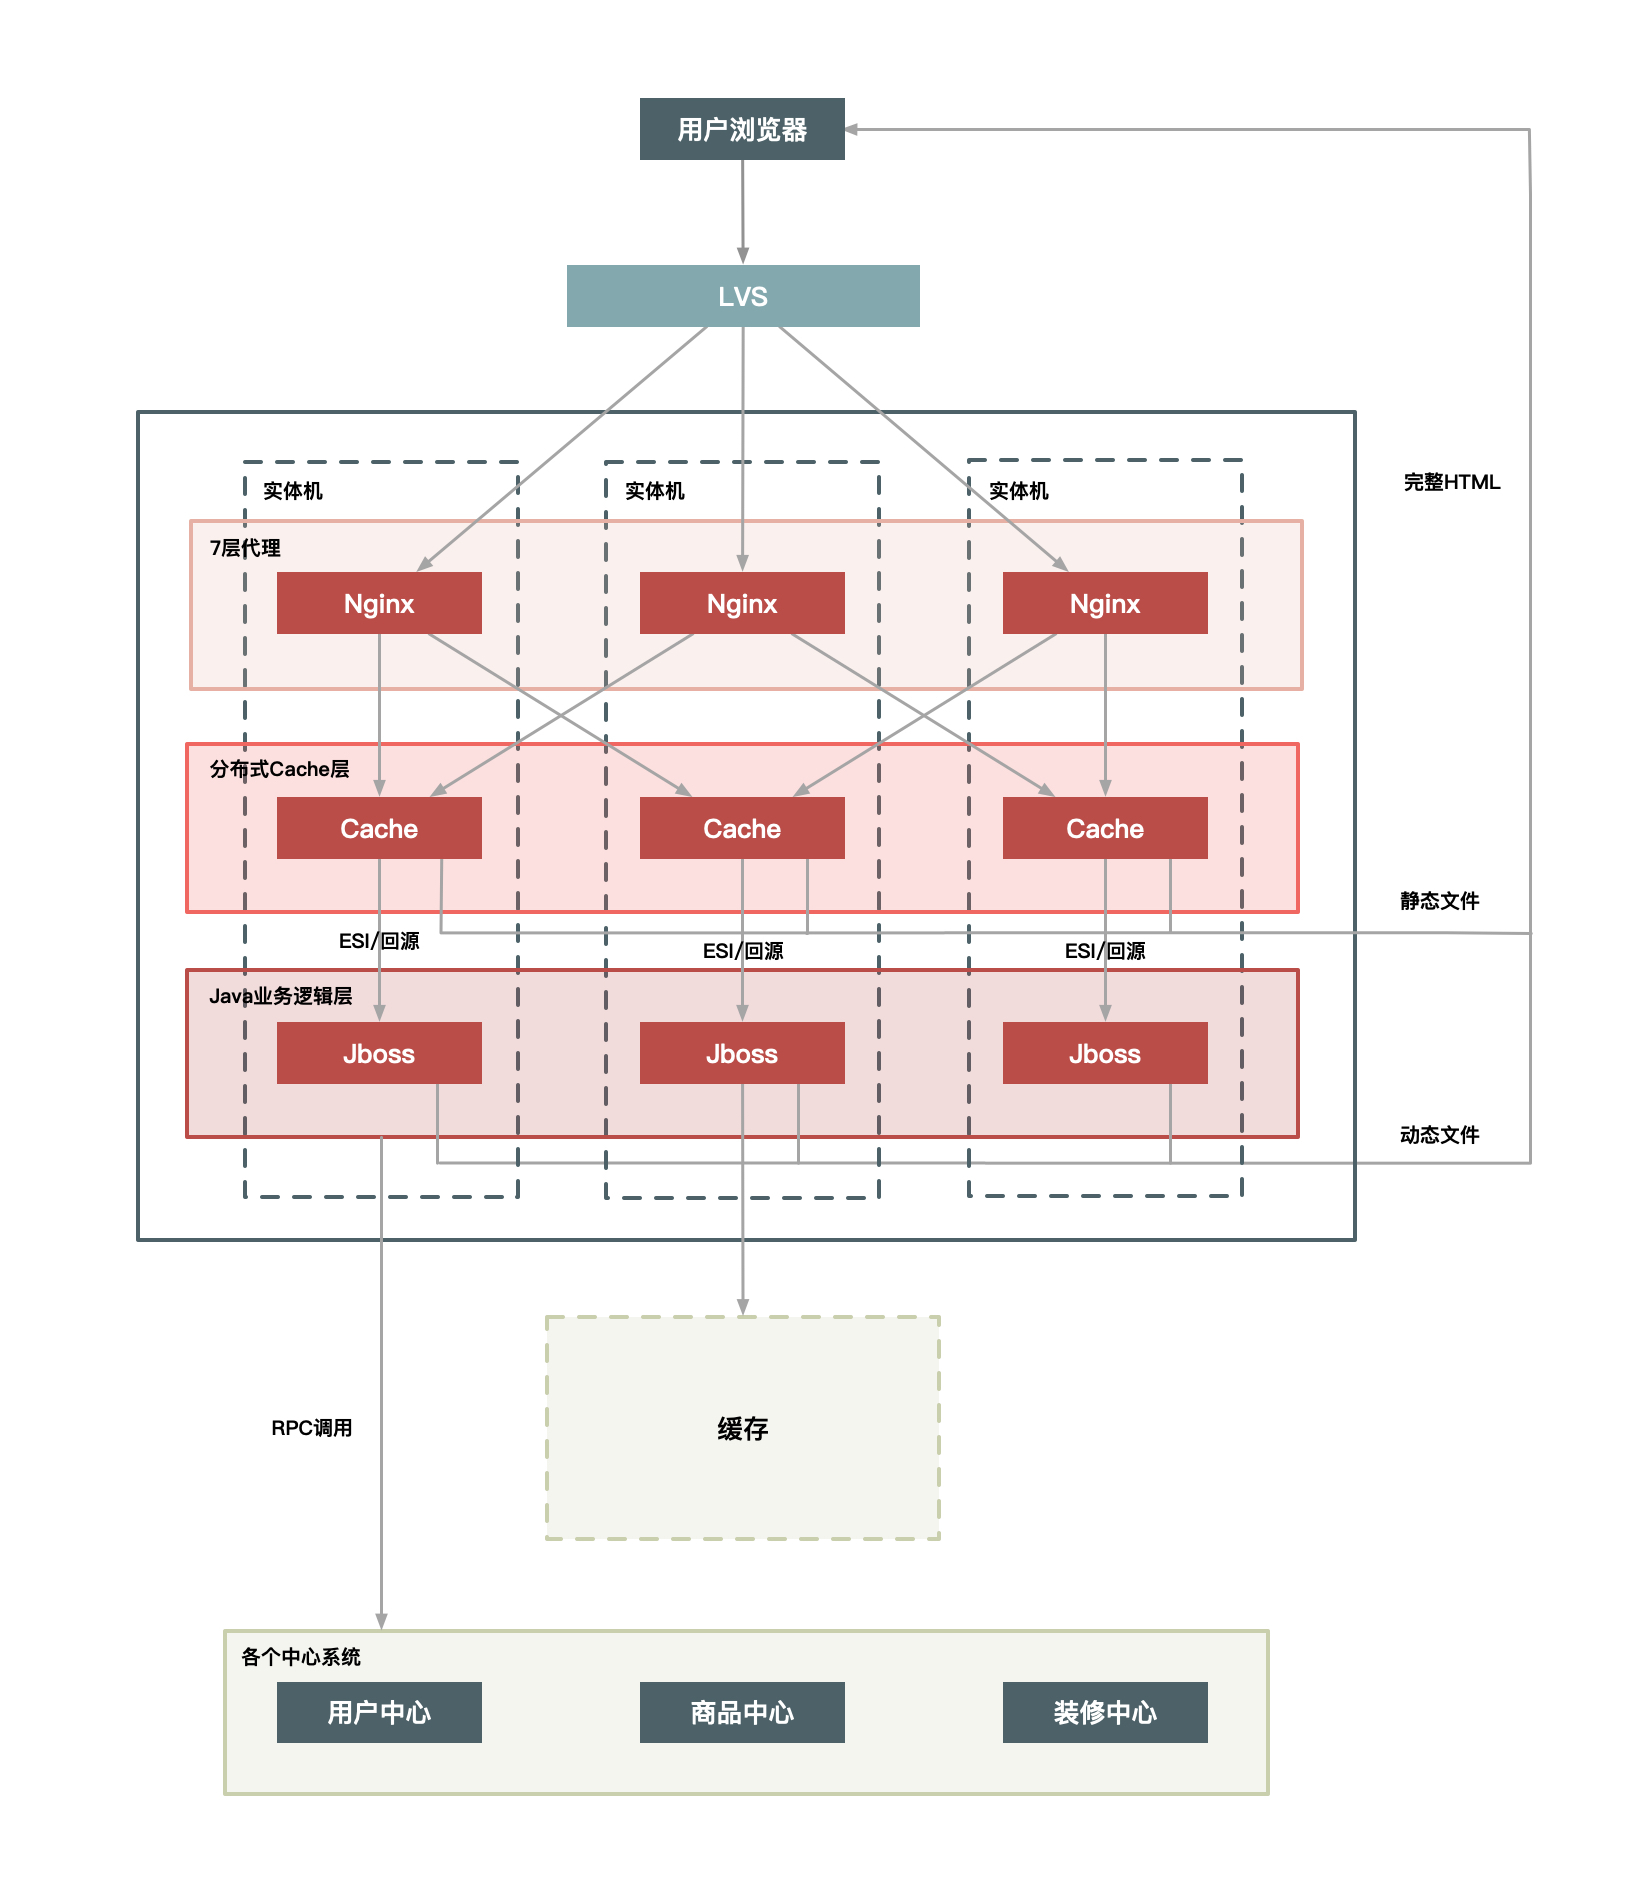 用户浏览器
LVS
完整HTML
实体机
实体机
实体机
7层代理
Nginx
Nginx
Nginx
分布式Cache层
Cache
Cache
Cache
静态文件
ESI/回源
ESI/回源
ESI/回源
Java业务逻辑层
Jboss
Jboss
Jboss
动态文件
RPC调用
缓存
各个中心系统
用户中心
商品中心
装修中心